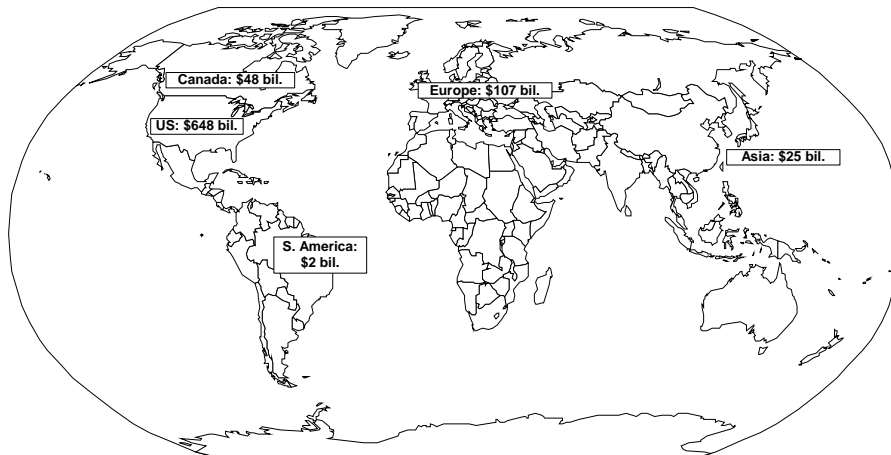 Canada: $48 bil.
Europe: $107 bil.
US: $648 bil.
Asia: $25 bil.
S. America:
$2 bil.